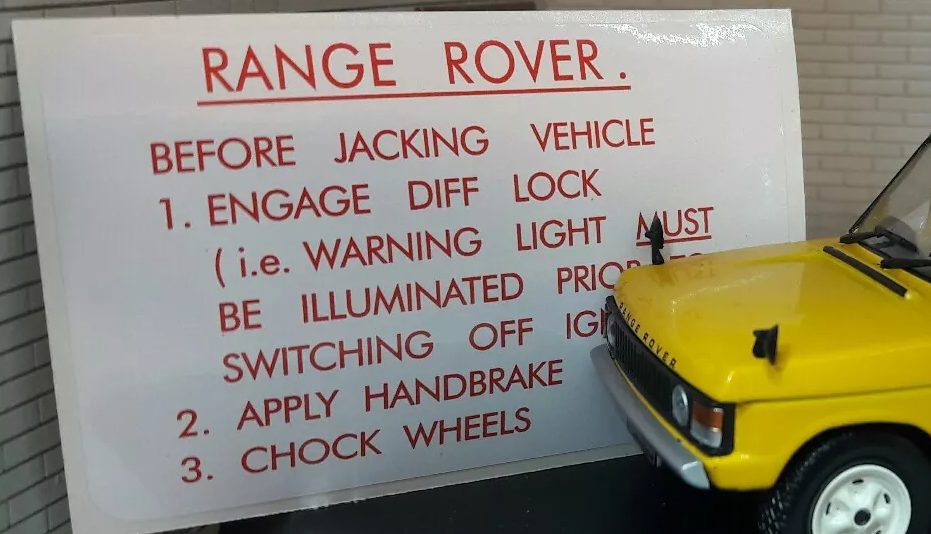 RANGE ROVER.
BEFORE JACKING VEHICLE
1. ENGAGE DIFF LOCK
(i.e. WARNING LIGHT MUST
BE ILLUMINATED PRIOR
SWITCHING OFF
2. APPLY HANDBRAKE
3. CHOCK WHEELS
RANGE ROVER